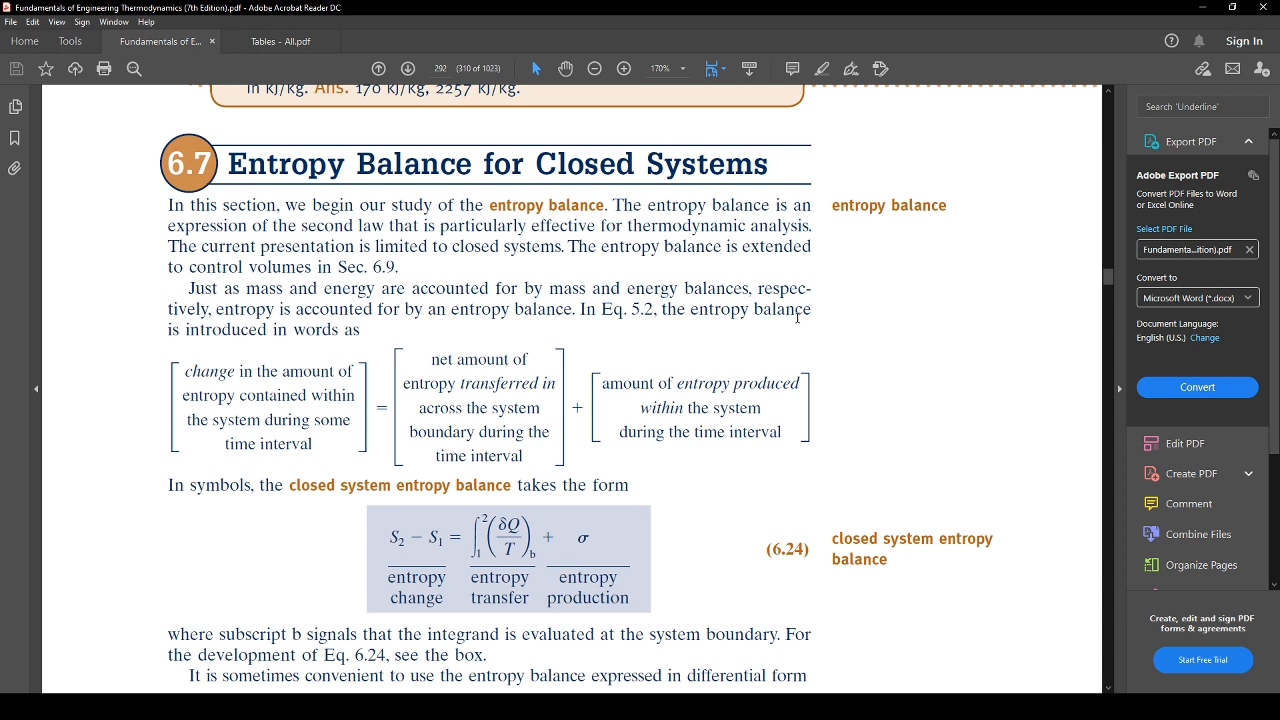 Fundamentals of Engineering Thermodynamics (7th Edition).pdf - Adobe Acrobat Reader DC
File Edit View Sign Window Help
Home Tools Fundamentals of E... × Tables - All.pdf Sign In
292 (310 of 1023) 170%
in kJ/kg. Ans. 170 kJ/kg, 2257 kJ/kg.
6.7 Entropy Balance for Closed Systems
In this section, we begin our study of the entropy balance. The entropy balance is an
expression of the second law that is particularly effective for thermodynamic analysis.
The current presentation is limited to closed systems. The entropy balance is extended
to control volumes in Sec. 6.9.
entropy balance
Just as mass and energy are accounted for by mass and energy balances, respec-
tively, entropy is accounted for by an entropy balance. In Eq. 5.2, the entropy balance
is introduced in words as
change in the amount of
entropy contained within
the system during some
time interval
=
net amount of
entropy transferred in
across the system
boundary during the
time interval
+
amount of entropy produced
within the system
during the time interval
In symbols, the closed system entropy balance takes the form
S₂ − S₁ = ∫₁² (δQ/T)b + σ
entropy change
entropy transfer
entropy production
(6.24)
closed system entropy
balance
where subscript b signals that the integrand is evaluated at the system boundary. For
the development of Eq. 6.24, see the box.
It is sometimes convenient to use the entropy balance expressed in differential form
Search 'Underline'
Export PDF
Adobe Export PDF
Convert PDF Files to Word
or Excel Online
Select PDF File
Fundamenta...ition).pdf ×
Convert to
Microsoft Word (*.docx)
Document Language:
English (U.S.) Change
Convert
Edit PDF
Create PDF
Comment
Combine Files
Organize Pages
Create, edit and sign PDF
forms & agreements
Start Free Trial